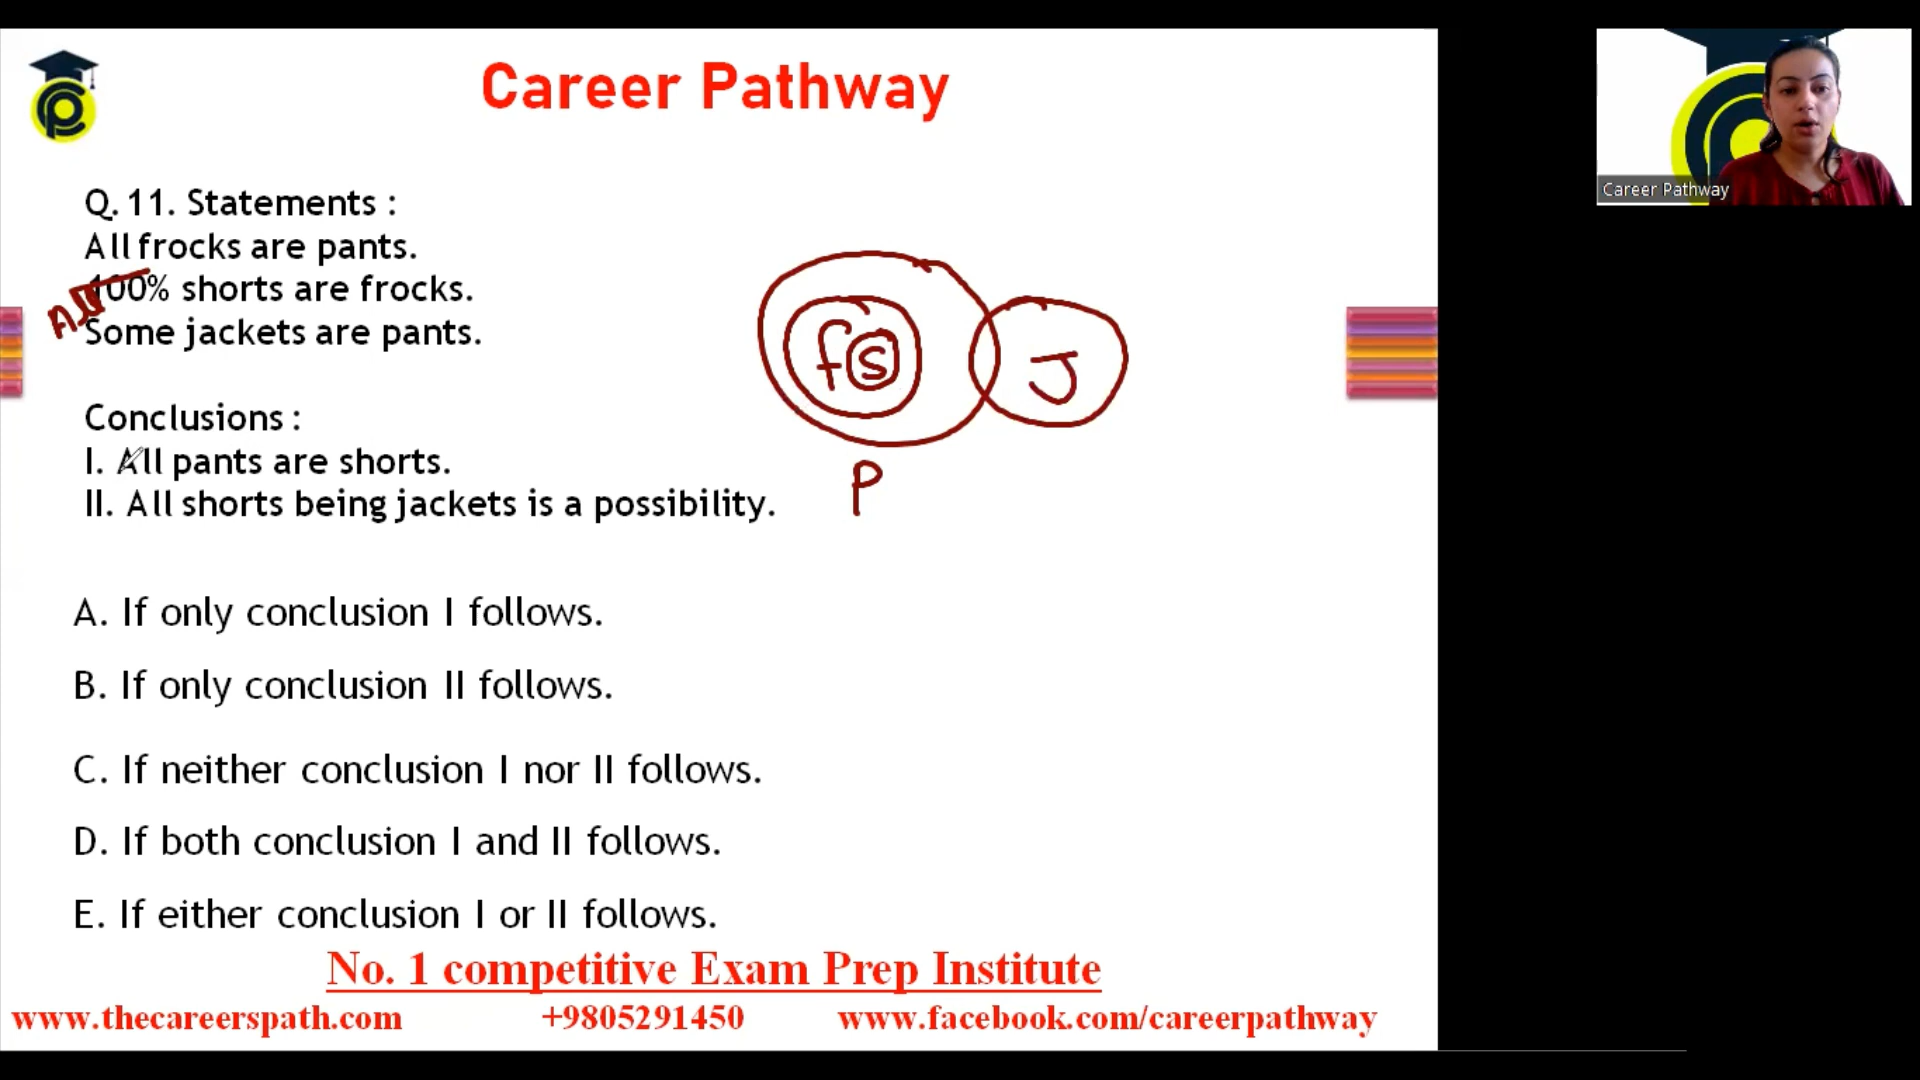 Career Pathway
Career Pathway
Q. 11. Statements :
All frocks are pants.
100% shorts are frocks.
All
Some jackets are pants.
f s
J
P
Conclusions :
I. All pants are shorts.
II. All shorts being jackets is a possibility.
A. If only conclusion I follows.
B. If only conclusion II follows.
C. If neither conclusion I nor II follows.
D. If both conclusion I and II follows.
E. If either conclusion I or II follows.
No. 1 competitive Exam Prep Institute
www.thecareerspath.com +9805291450 www.facebook.com/careerpathway